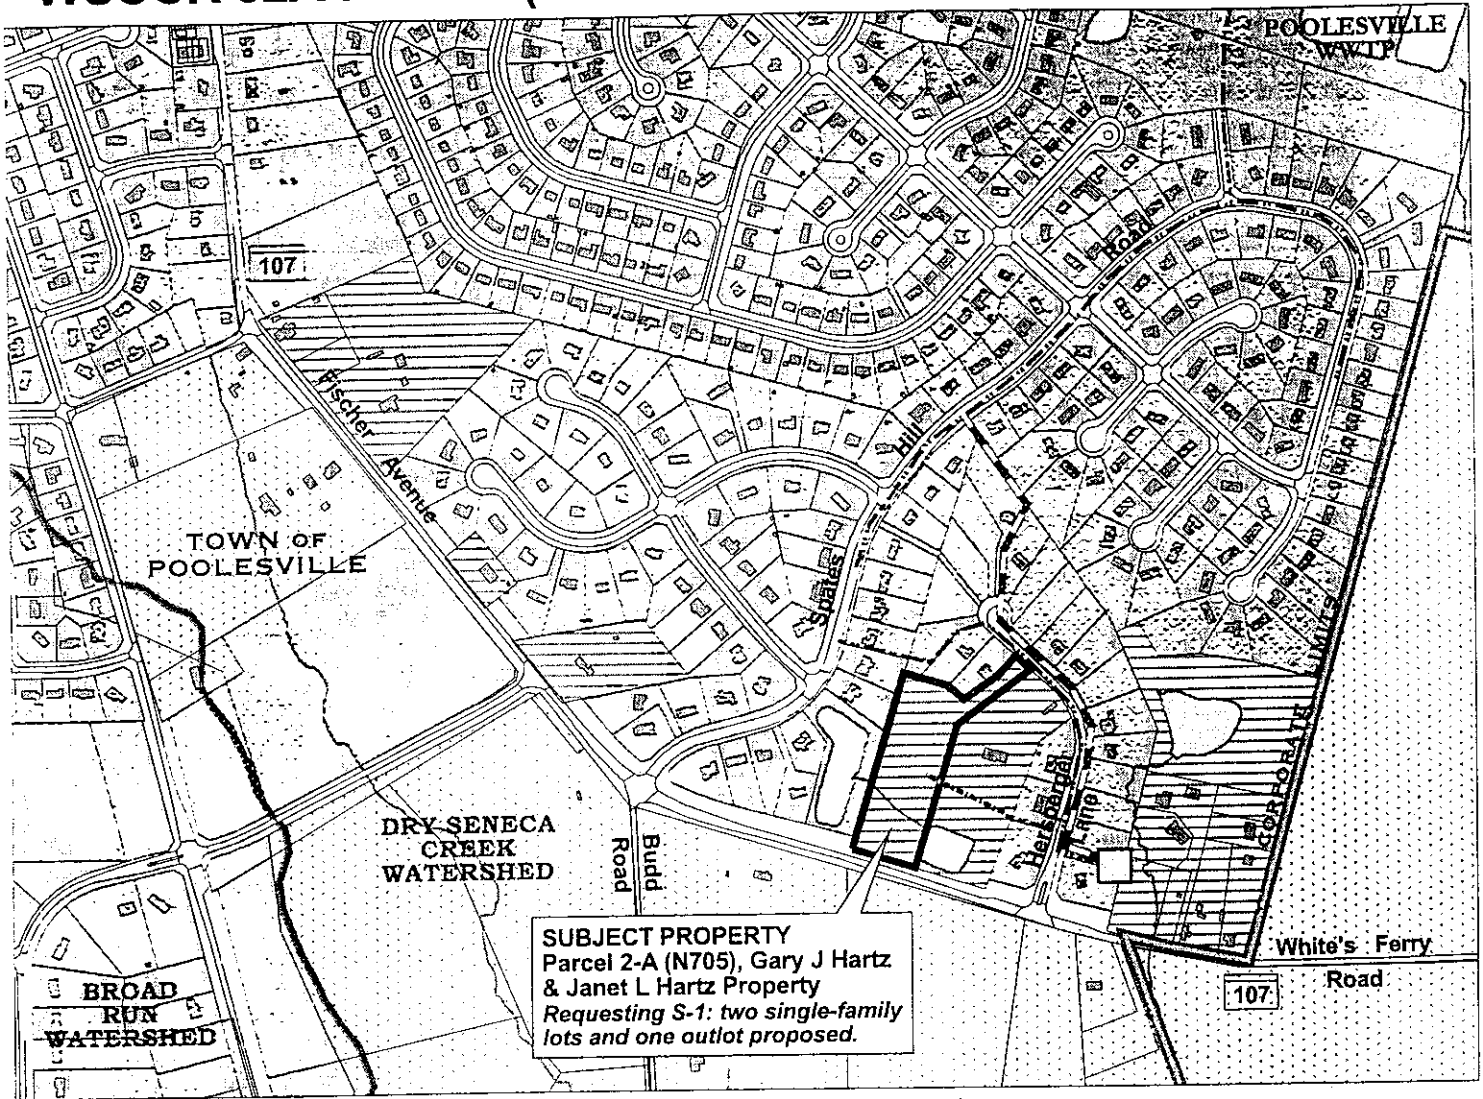 POOLESVILLE
WWTP
107
Road
Fischer
Avenue
Hill
TOWN OF
POOLESVILLE
Spates
CORPORATE LIMITS
Hersperger
Lane
DRY SENECA
CREEK
WATERSHED
Budd
Road
SUBJECT PROPERTY
Parcel 2-A (N705), Gary J Hartz
& Janet L Hartz Property
Requesting S-1: two single-family
lots and one outlot proposed.
White's Ferry
Road
107
BROAD
RUN
WATERSHED